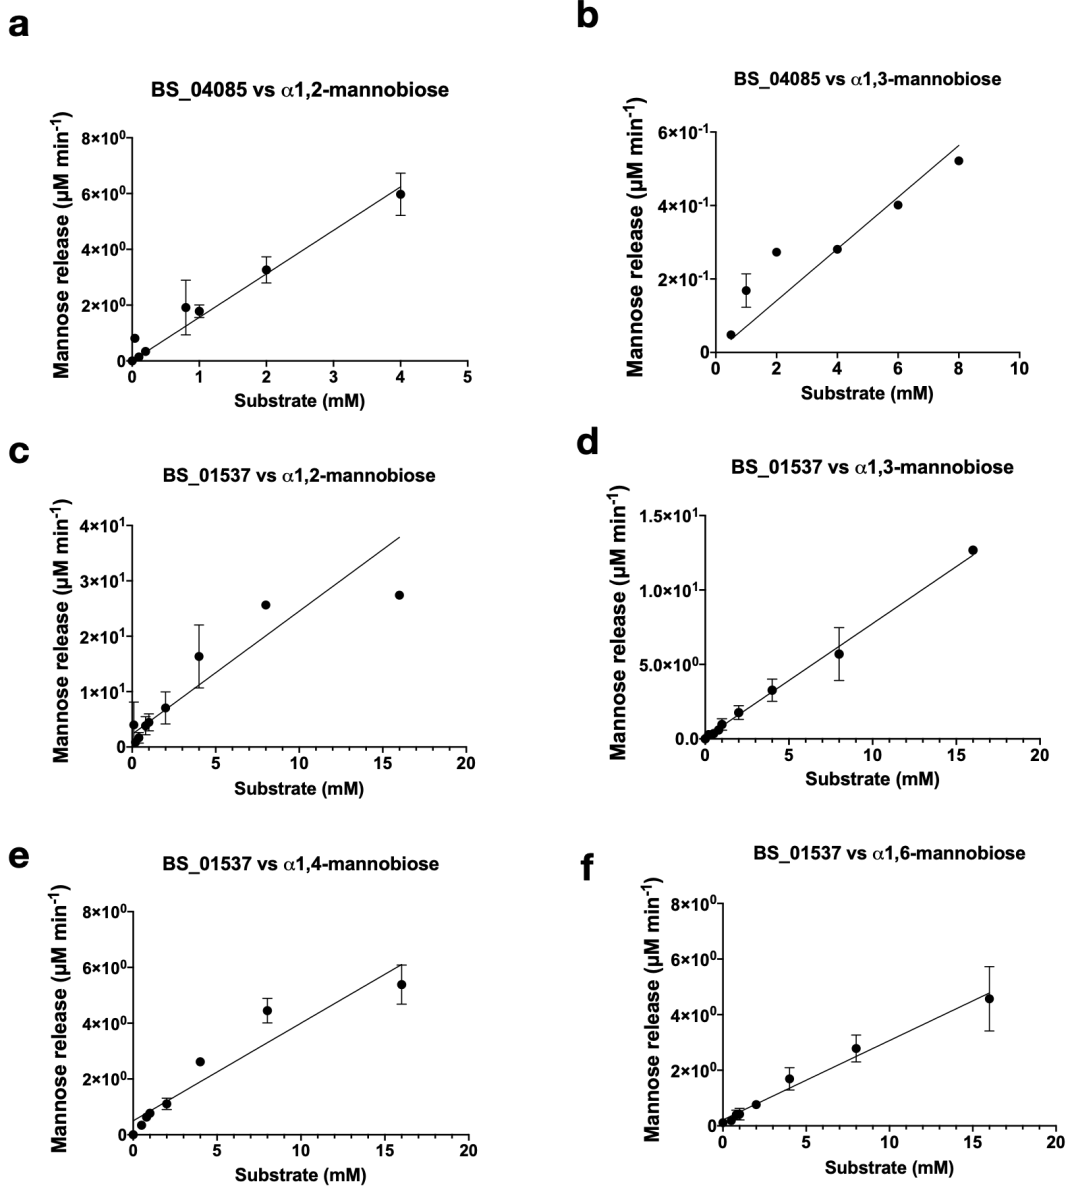 a
BS_04085 vs α1,2-mannobiose
Mannose release (µM min⁻¹)
8×10⁰
6×10⁰
4×10⁰
2×10⁰
0
0 1 2 3 4 5
Substrate (mM)
b
BS_04085 vs α1,3-mannobiose
Mannose release (µM min⁻¹)
6×10⁻¹
4×10⁻¹
2×10⁻¹
0
0 2 4 6 8 10
Substrate (mM)
c
BS_01537 vs α1,2-mannobiose
Mannose release (µM min⁻¹)
4×10¹
3×10¹
2×10¹
1×10¹
0
0 5 10 15 20
Substrate (mM)
d
BS_01537 vs α1,3-mannobiose
Mannose release (µM min⁻¹)
1.5×10¹
1.0×10¹
5.0×10⁰
0.0
0 5 10 15 20
Substrate (mM)
e
BS_01537 vs α1,4-mannobiose
Mannose release (µM min⁻¹)
8×10⁰
6×10⁰
4×10⁰
2×10⁰
0
0 5 10 15 20
Substrate (mM)
f
BS_01537 vs α1,6-mannobiose
Mannose release (µM min⁻¹)
8×10⁰
6×10⁰
4×10⁰
2×10⁰
0
0 5 10 15 20
Substrate (mM)